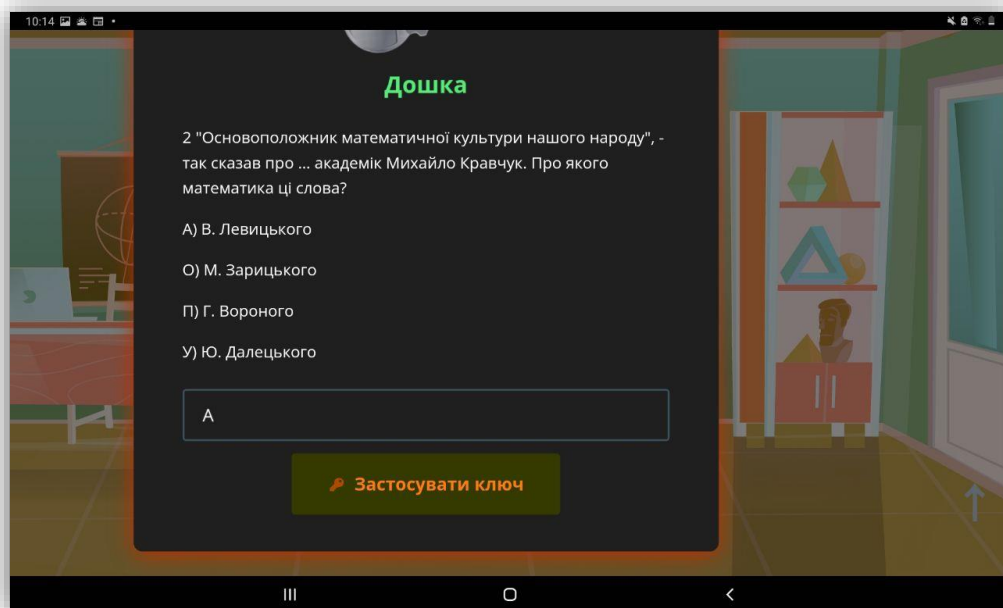 10:14
Дошка
2 "Основоположник математичної культури нашого народу", -
так сказав про ... академік Михайло Кравчук. Про якого
математика ці слова?
А) В. Левицького
О) М. Зарицького
П) Г. Вороного
У) Ю. Далецького
А
Застосувати ключ